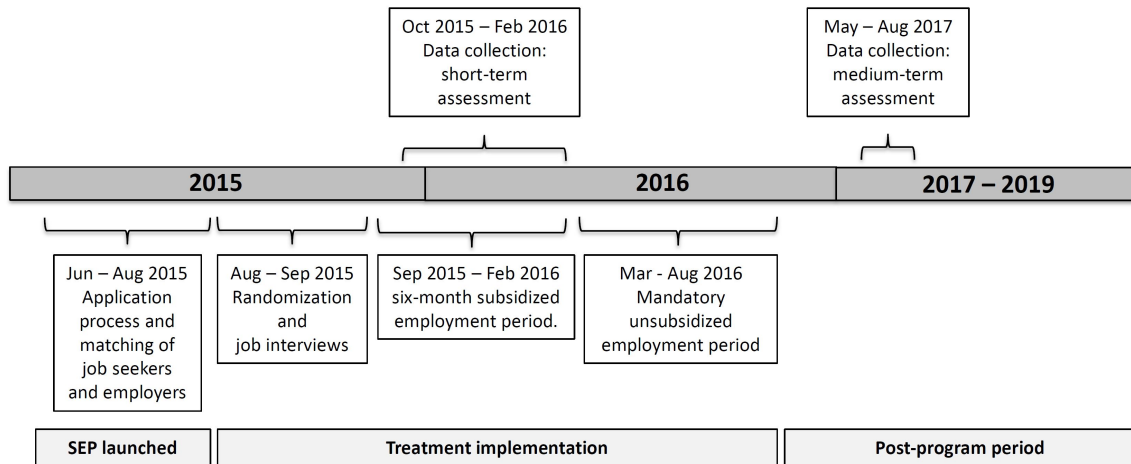 Oct 2015 – Feb 2016
Data collection:
short-term
assessment
May – Aug 2017
Data collection:
medium-term
assessment
2015
2016
2017 – 2019
Jun – Aug 2015
Application
process and
matching of
job seekers
and employers
Aug – Sep 2015
Randomization
and
job interviews
Sep 2015 – Feb 2016
six-month subsidized
employment period.
Mar - Aug 2016
Mandatory
unsubsidized
employment period
SEP launched
Treatment implementation
Post-program period